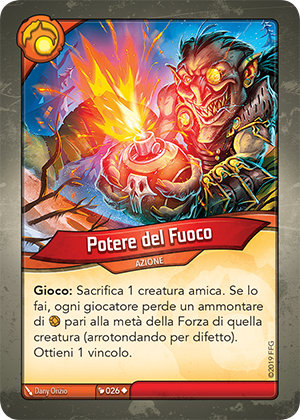 Potere del Fuoco
AZIONE
Gioco: Sacrifica 1 creatura amica. Se lo
fai, ogni giocatore perde un ammontare
di pari alla metà della Forza di quella
creatura (arrotondando per difetto).
Ottieni 1 vincolo.
Dany Orizio
026
©2019 FFG